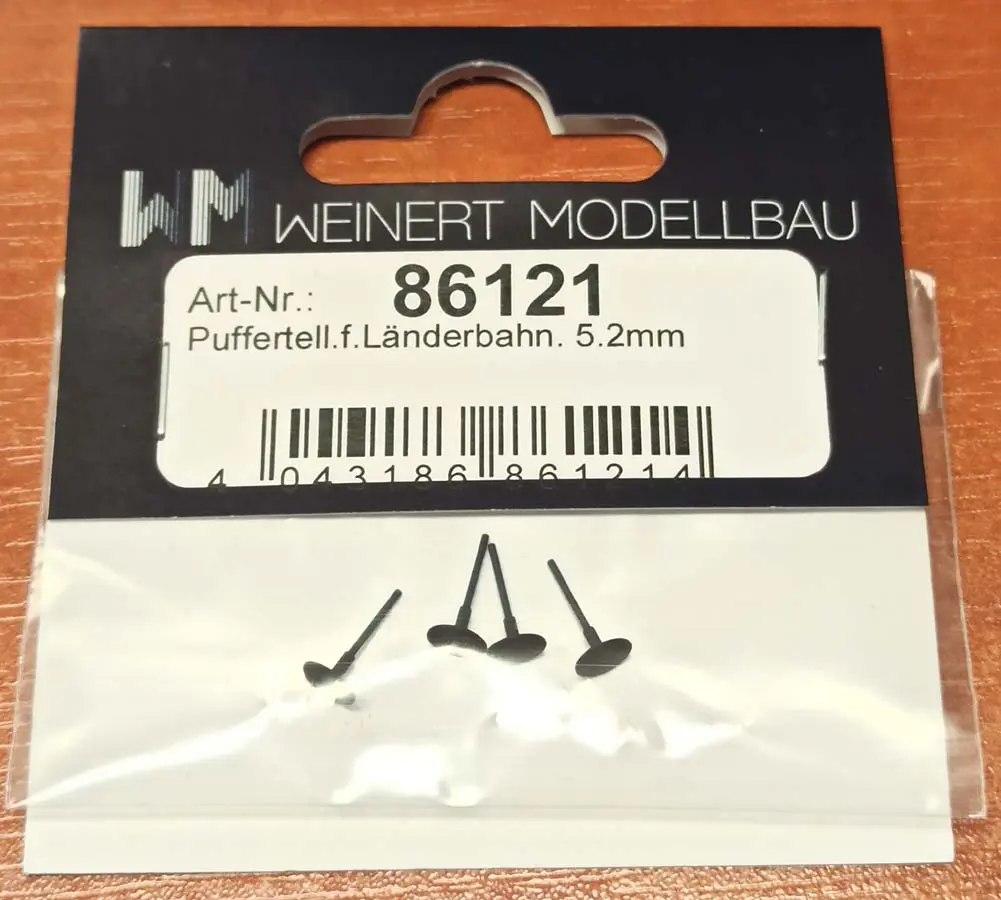 WM WEINERT MODELLBAU
Art-Nr.: 86121
Puffertell.f.Länderbahn. 5.2mm
4 043186 861214